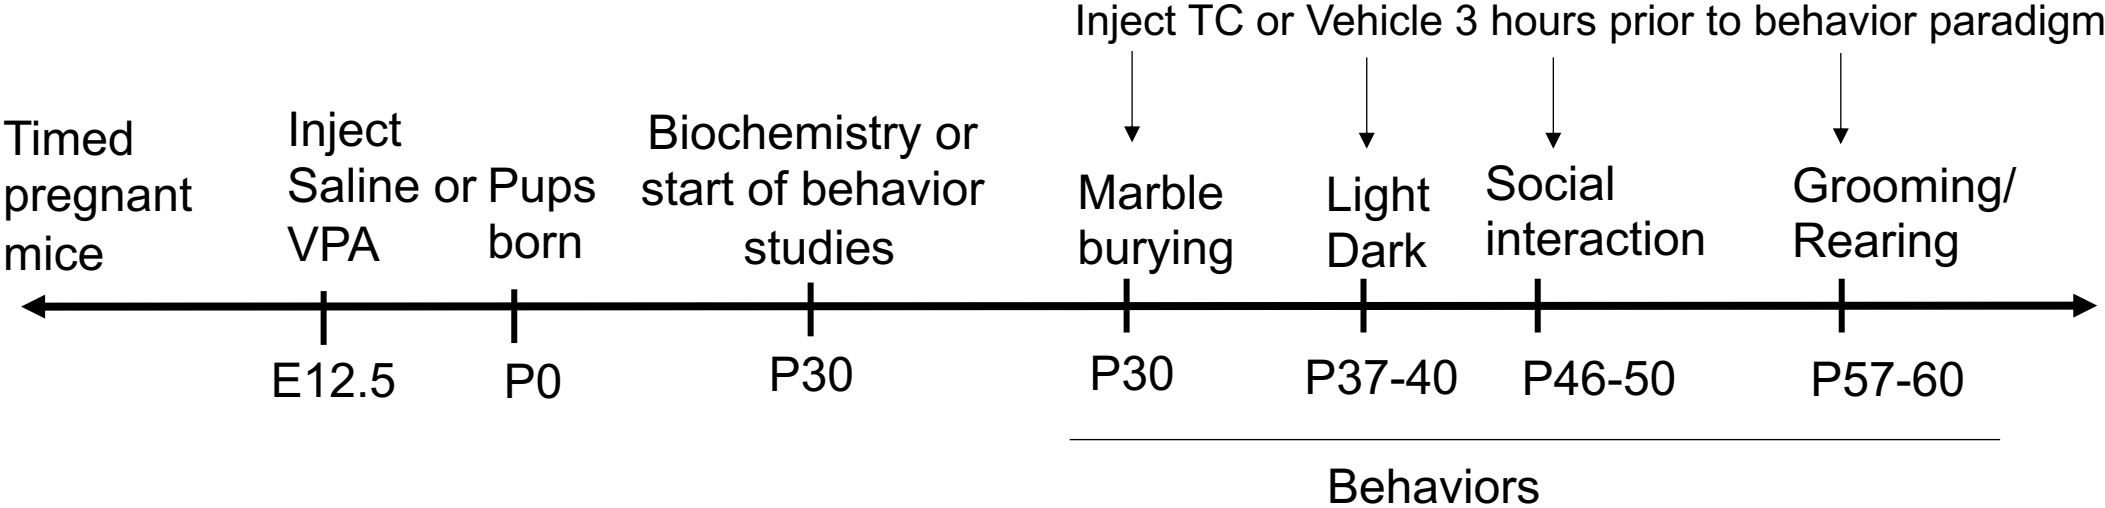 Inject TC or Vehicle 3 hours prior to behavior paradigm
Timed
pregnant
mice
Inject
Saline or
VPA
Pups
born
Biochemistry or
start of behavior
studies
Marble
burying
Light
Dark
Social
interaction
Grooming/
Rearing
E12.5
P0
P30
P30
P37-40
P46-50
P57-60
Behaviors